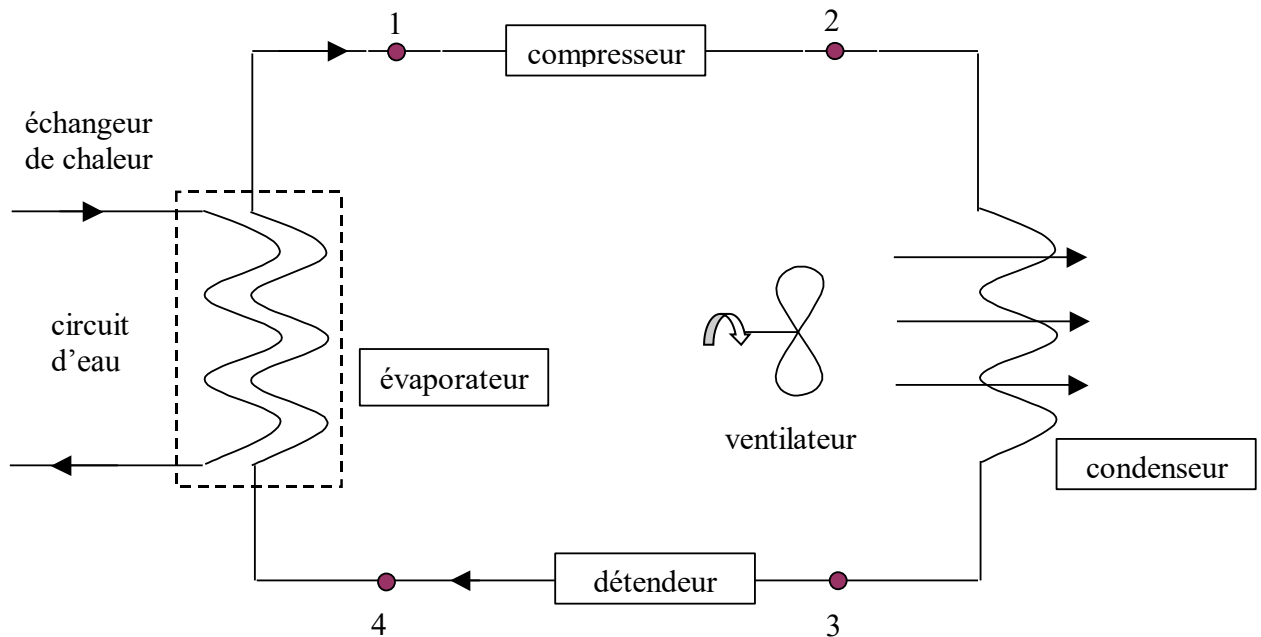 1
2
compresseur
échangeur
de chaleur
circuit
d'eau
évaporateur
ventilateur
condenseur
détendeur
4
3